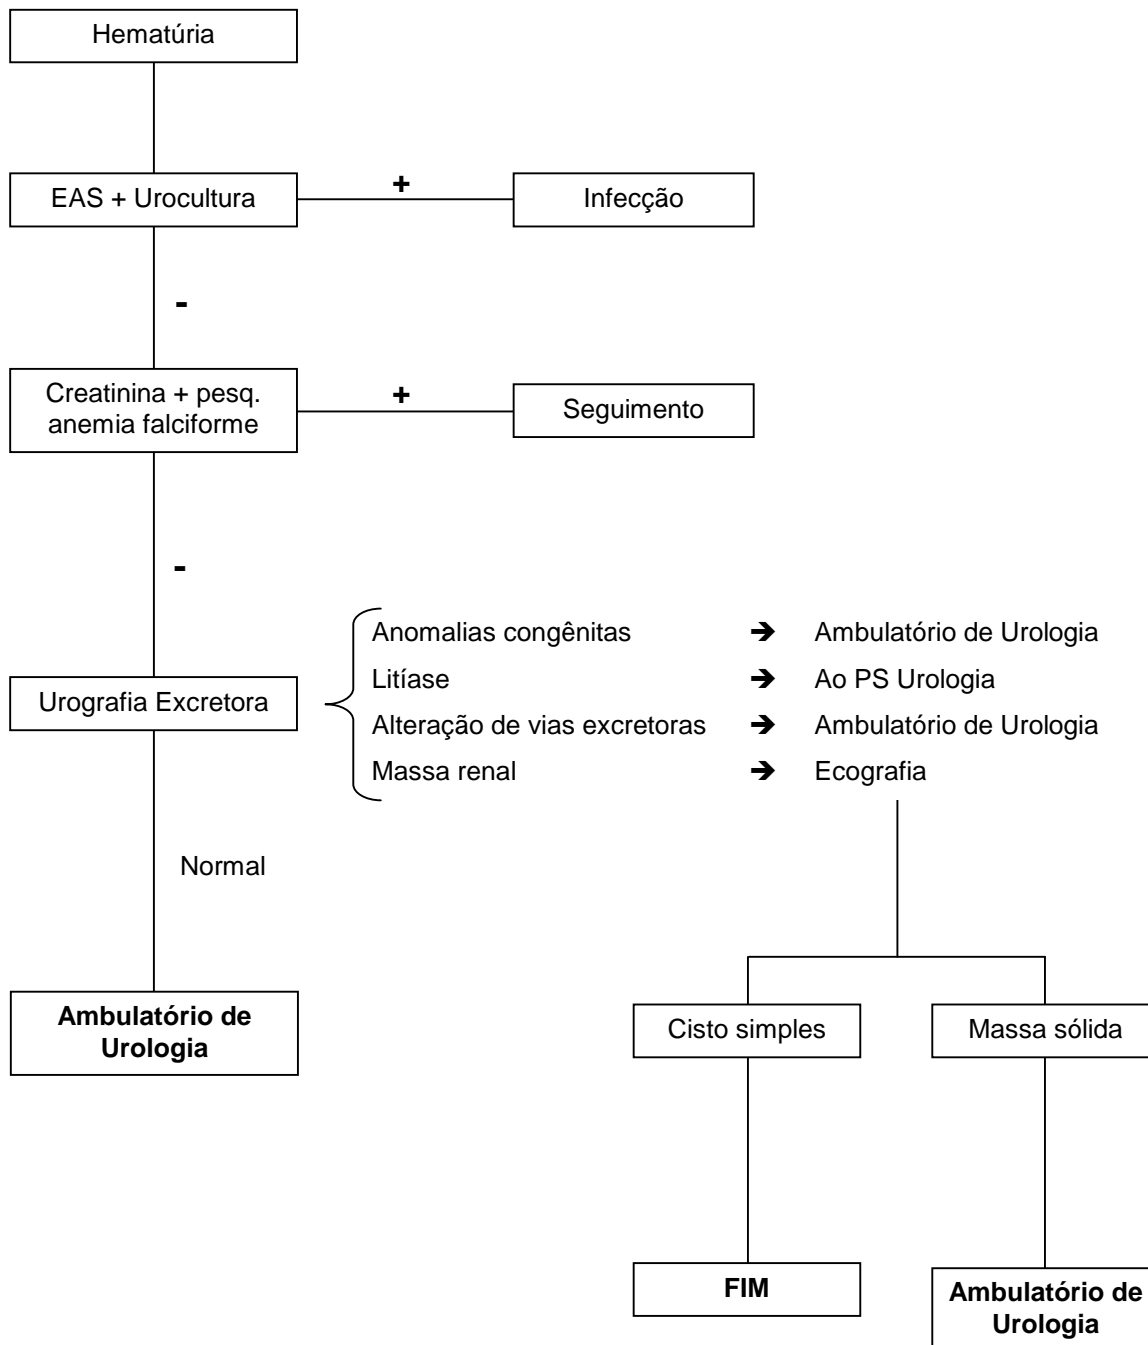 Hematúria
EAS + Urocultura
+
Infecção
-
Creatinina + pesq.
anemia falciforme
+
Seguimento
-
Urografia Excretora
Anomalias congênitas ➔ Ambulatório de Urologia
Litíase ➔ Ao PS Urologia
Alteração de vias excretoras ➔ Ambulatório de Urologia
Massa renal ➔ Ecografia
Normal
Ambulatório de
Urologia
Cisto simples
Massa sólida
FIM
Ambulatório de
Urologia